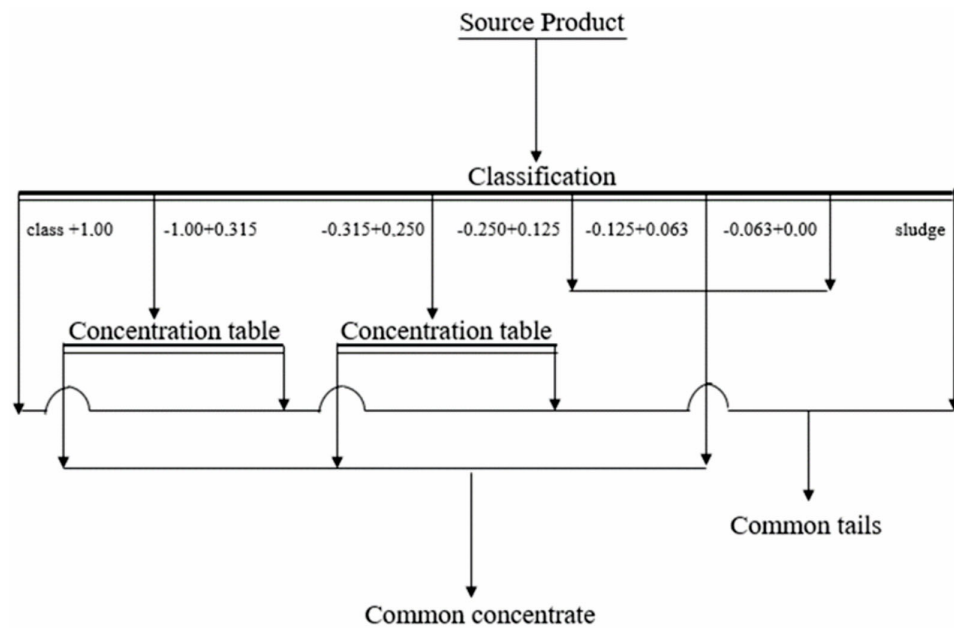 Source Product
Classification
class +1.00
-1.00+0.315
-0.315+0.250
-0.250+0.125
-0.125+0.063
-0.063+0.00
sludge
Concentration table
Concentration table
Common tails
Common concentrate